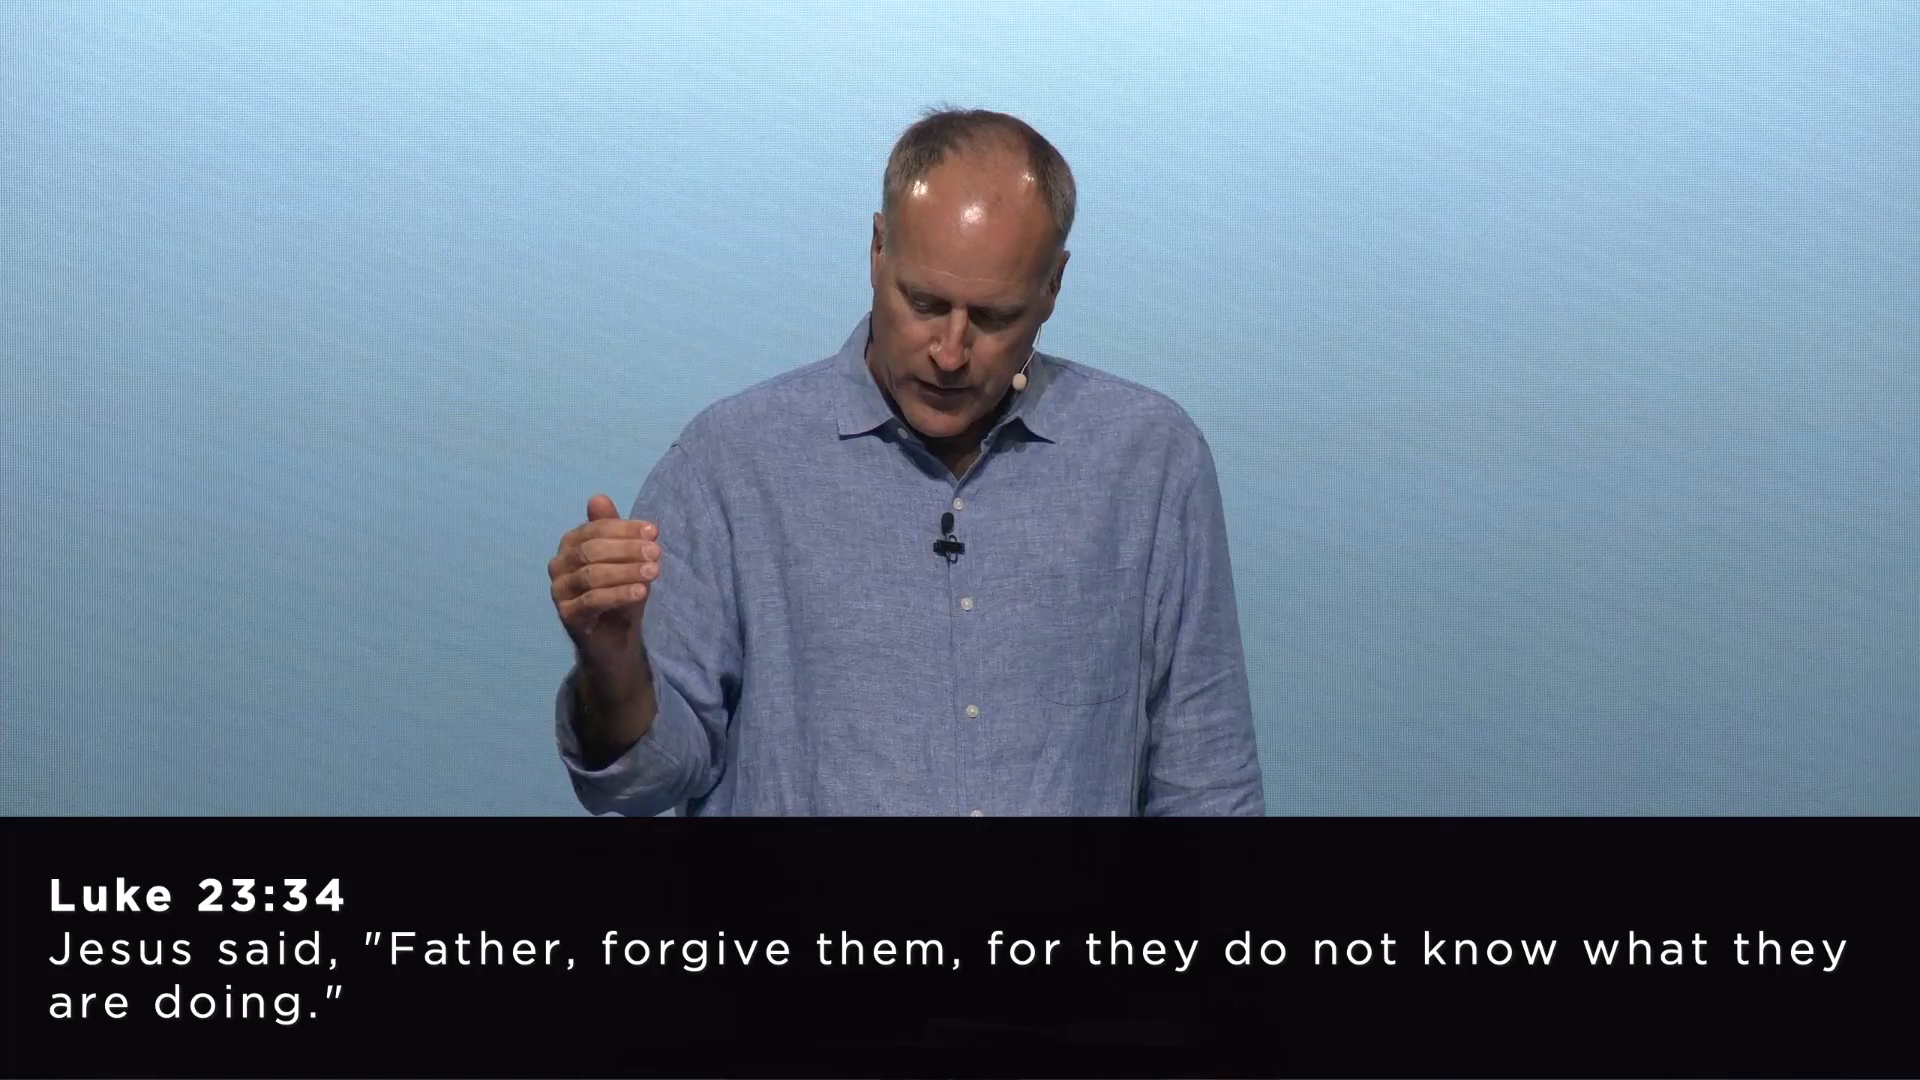 Luke 23:34
Jesus said, "Father, forgive them, for they do not know what they
are doing."